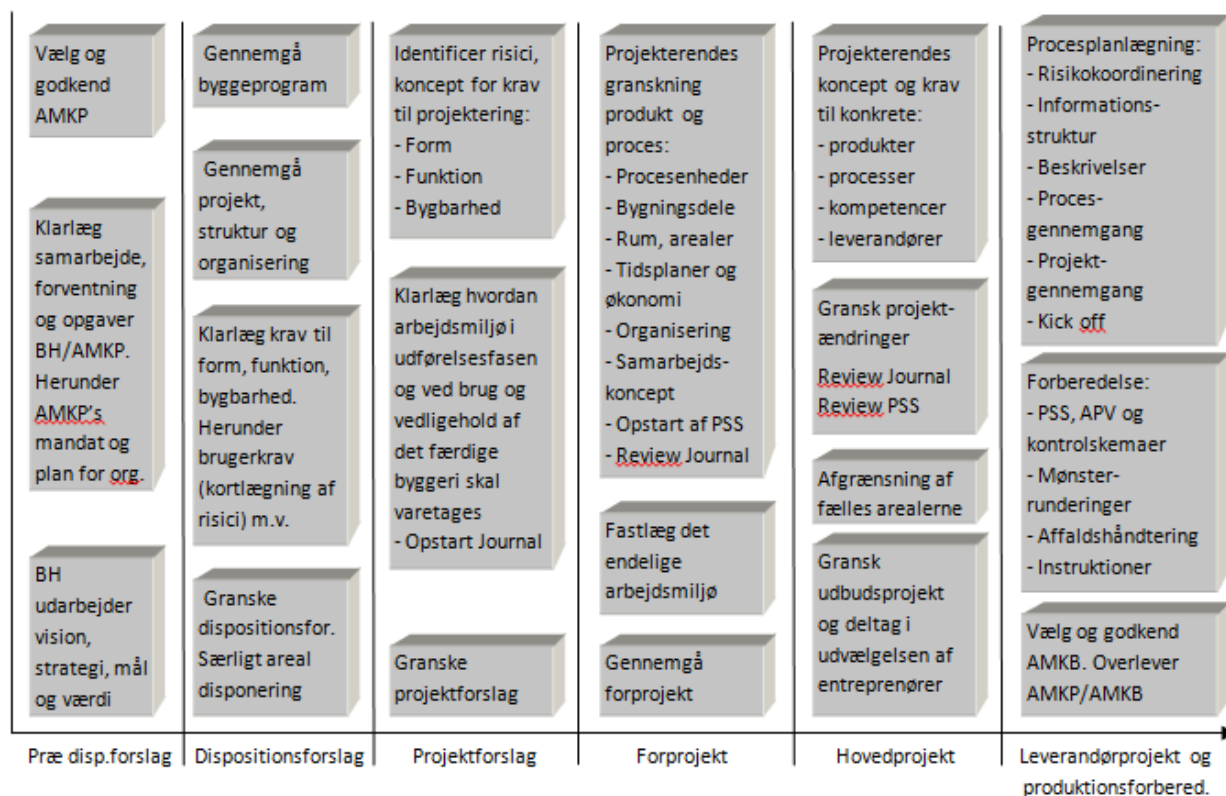 Vælg og
godkend
AMKP
Klarlæg
samarbejde,
forventning
og opgaver
BH/AMKP.
Herunder
AMKP's
mandat og
plan for org.
BH
udarbejder
vision,
strategi, mål
og værdi
Præ disp.forslag
Gennemgå
byggeprogram
Gennemgå
projekt,
struktur og
organisering
Klarlæg krav til
form, funktion,
bygbarhed.
Herunder
brugerkrav
(kortlægning af
risici) m.v.
Granske
dispositionsfor.
Særligt areal
disponering
Dispositionsforslag
Identificer risici,
koncept for krav
til projektering:
- Form
- Funktion
- Bygbarhed
Klarlæg hvordan
arbejdsmiljø i
udførelsesfasen
og ved brug og
vedligehold af
det færdige
byggeri skal
varetages
- Opstart Journal
Granske
projektforslag
Projektforslag
Projekterendes
granskning
produkt og
proces:
- Procesenheder
- Bygningsdele
- Rum, arealer
- Tidsplaner og
økonomi
- Organisering
- Samarbejds-
koncept
- Opstart af PSS
- Review Journal
Fastlæg det
endelige
arbejdsmiljø
Gennemgå
forprojekt
Forprojekt
Projekterendes
koncept og krav
til konkrete:
- produkter
- processer
- kompetencer
- leverandører
Gransk projekt-
ændringer
Review Journal
Review PSS
Afgrænsning af
fælles arealerne
Gransk
udbudsprojekt
og deltag i
udvælgelsen af
entreprenører
Hovedprojekt
Procesplanlægning:
- Risikokoordinering
- Informations-
struktur
- Beskrivelser
- Proces-
gennemgang
- Projekt-
gennemgang
- Kick off
Forberedelse:
- PSS, APV og
kontrolskemaer
- Mønster-
runderinger
- Affaldshåndtering
- Instruktioner
Vælg og godkend
AMKB. Overlever
AMKP/AMKB
Leverandørprojekt og
produktionsforbered.